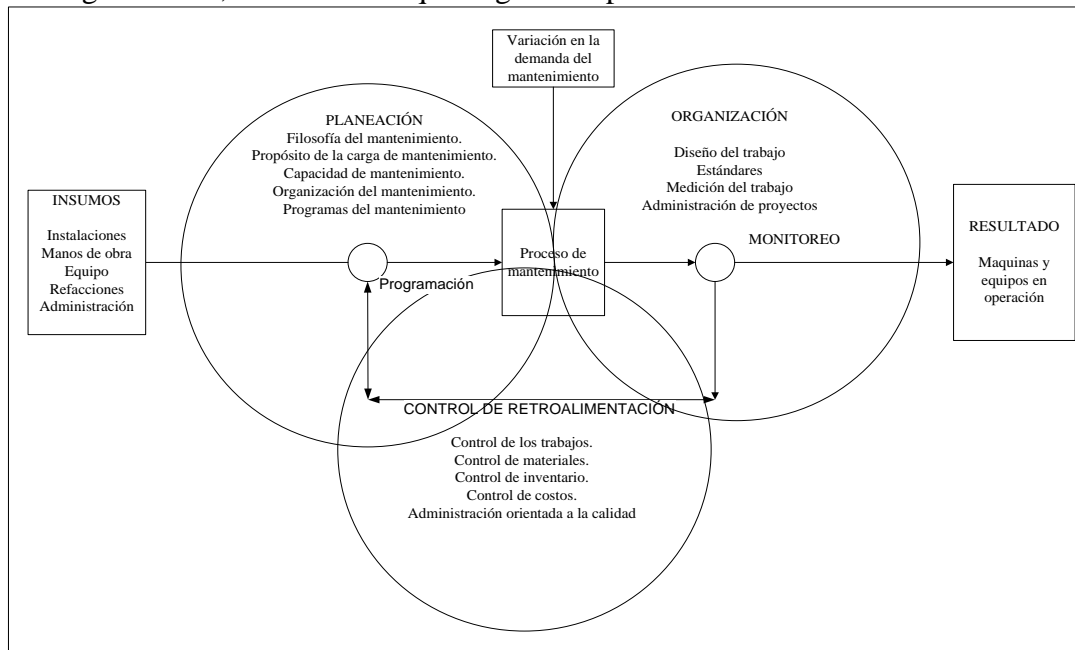 Variación en la
demanda del
mantenimiento
PLANEACIÓN
Filosofía del mantenimiento.
Propósito de la carga de mantenimiento.
Capacidad de mantenimiento.
Organización del mantenimiento.
Programas del mantenimiento
ORGANIZACIÓN
Diseño del trabajo
Estándares
Medición del trabajo
Administración de proyectos
INSUMOS
Instalaciones
Manos de obra
Equipo
Refacciones
Administración
Programación
Proceso de
mantenimiento
MONITOREO
RESULTADO
Maquinas y
equipos en
operación
CONTROL DE RETROALIMENTACIÓN
Control de los trabajos.
Control de materiales.
Control de inventario.
Control de costos.
Administración orientada a la calidad